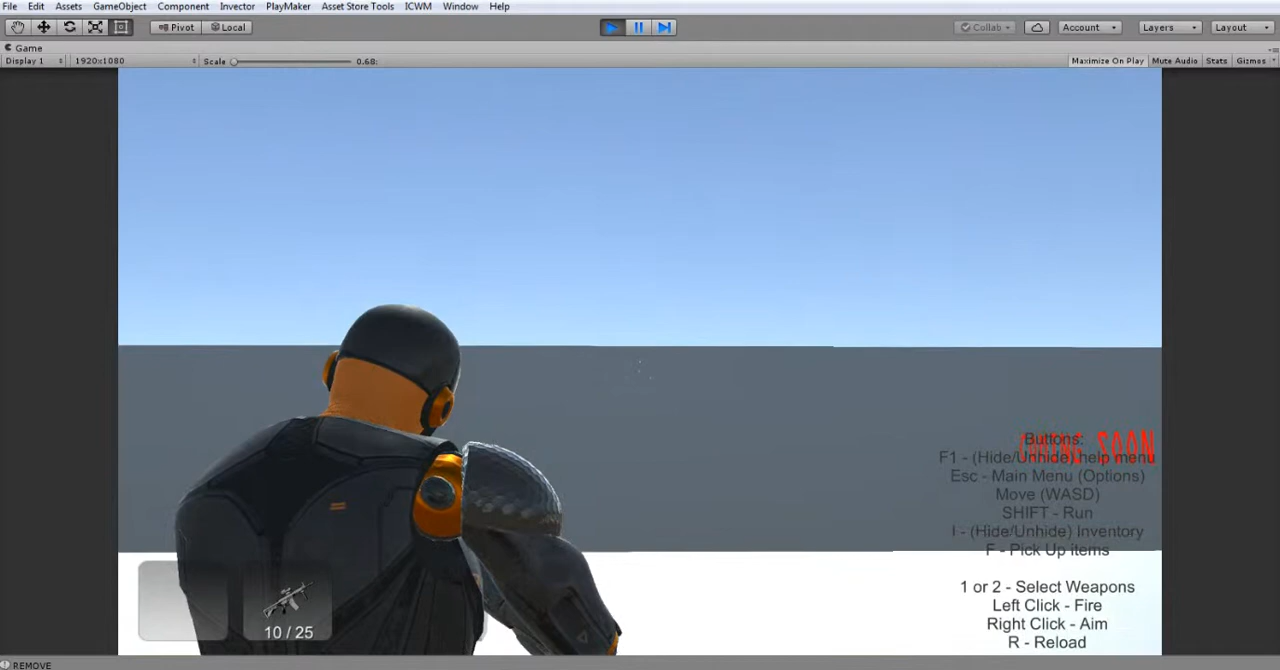 File Edit Assets GameObject Component Invector PlayMaker Asset Store Tools ICWM Window Help
Pivot Local Collab Account Layers Layout
Game
Display 1 1920x1080 Scale 0.68: Maximize On Play Mute Audio Stats Gizmos
Buttons:
COMING SOON
F1 - (Hide/Unhide) help menu
Esc - Main Menu (Options)
Move (WASD)
SHIFT - Run
I - (Hide/Unhide) Inventory
F - Pick Up items
1 or 2 - Select Weapons
Left Click - Fire
Right Click - Aim
R - Reload
10 / 25
REMOVE